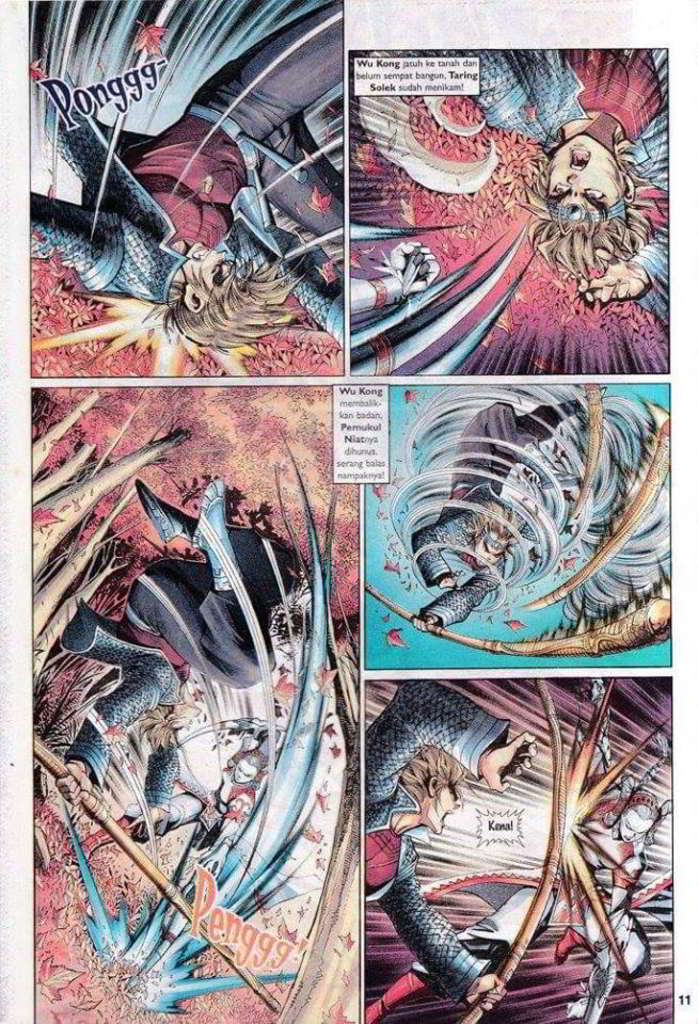 Ponggg-
Wu Kong jatuh ke tanah dan
belum sempat bangun, Taring
Solek sudah menikam!
Wu Kong
membalik-
kan badan,
Pemukul
Niatnya
dihunus,
serang balas
nampaknya!
Kena!
Penggg-!
11